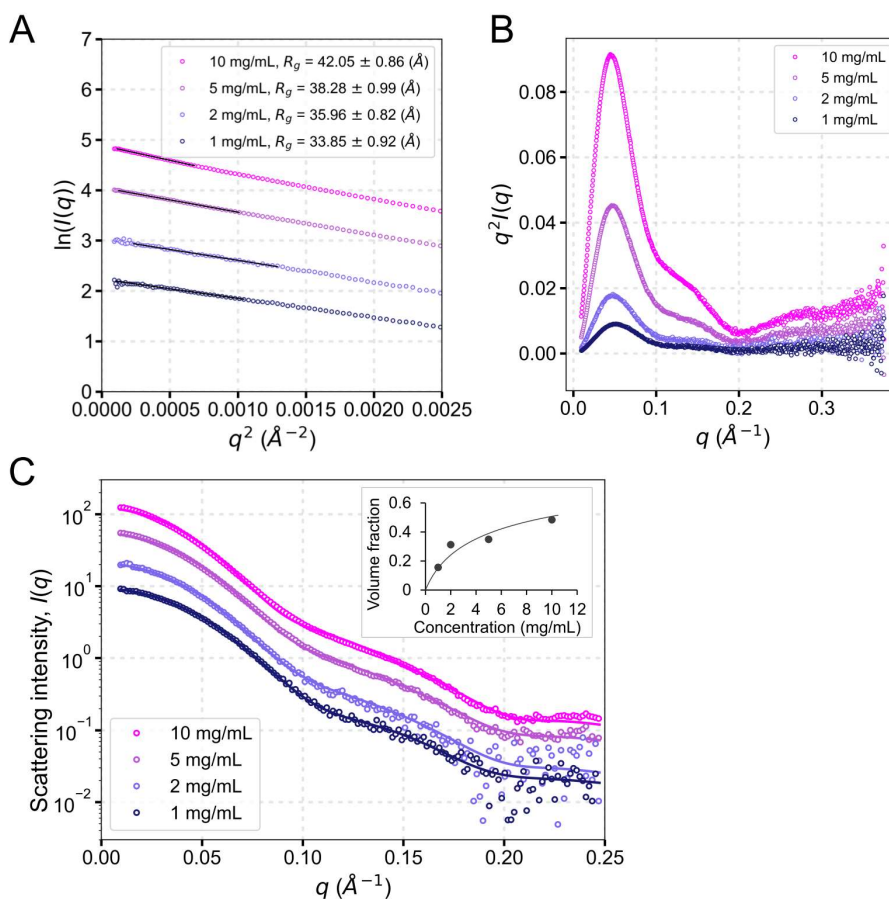 A
7
6
5
4
3
2
1
0
ln(I(q))
10 mg/mL, Rg = 42.05 ± 0.86 (Å)
5 mg/mL, Rg = 38.28 ± 0.99 (Å)
2 mg/mL, Rg = 35.96 ± 0.82 (Å)
1 mg/mL, Rg = 33.85 ± 0.92 (Å)
0.0000 0.0005 0.0010 0.0015 0.0020 0.0025
q² (Å⁻²)
B
0.08
0.06
0.04
0.02
0.00
q²I(q)
10 mg/mL
5 mg/mL
2 mg/mL
1 mg/mL
0.0 0.1 0.2 0.3
q (Å⁻¹)
C
10²
10¹
10⁰
10⁻¹
10⁻²
Scattering intensity, I(q)
0.6
0.4
0.2
0
Volume fraction
0 2 4 6 8 10 12
Concentration (mg/mL)
10 mg/mL
5 mg/mL
2 mg/mL
1 mg/mL
0.00 0.05 0.10 0.15 0.20 0.25
q (Å⁻¹)